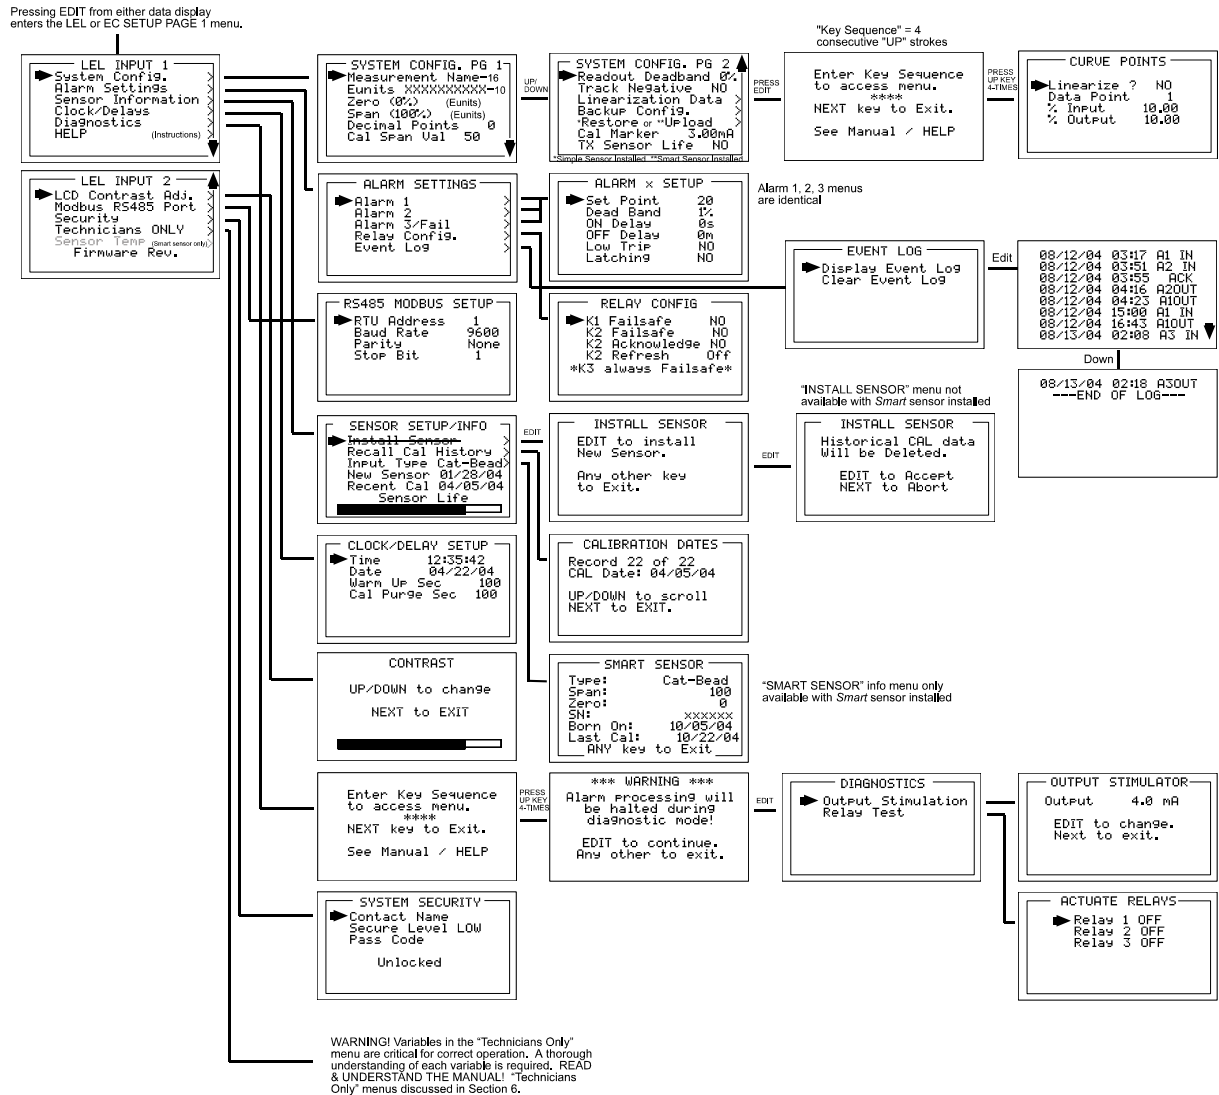 Pressing EDIT from either data display
enters the LEL or EC SETUP PAGE 1 menu.
LEL INPUT 1
System Config. >
Alarm Settings >
Sensor Information >
Clock/Delays >
Diagnostics >
HELP (Instructions)
LEL INPUT 2
LCD Contrast Adj. >
Modbus RS485 Port >
Security >
Technicians ONLY >
Sensor Temp (Smart sensor only) >
Firmware Rev.
SYSTEM CONFIG. PG 1
Measurement Name-16
Eunits XXXXXXXXXX-10
Zero (0%) (Eunits)
Span (100%) (Eunits)
Decimal Points 0
Cal Span Val 50
UP/
DOWN
SYSTEM CONFIG. PG 2
Readout Deadband 0%
Track Negative NO
Linearization Data >
Backup Config. >
*Restore or **Upload >
Cal Marker 3.00mA
TX Sensor Life NO
*Simple Sensor Installed **Smart Sensor Installed
PRESS
EDIT
"Key Sequence" = 4
consecutive "UP" strokes
Enter Key Sequence
to access menu.
****
NEXT key to Exit.
See Manual / HELP
PRESS
UP KEY
4-TIMES
CURVE POINTS
Linearize ? NO
Data Point 1
% Input 10.00
% Output 10.00
ALARM SETTINGS
Alarm 1 >
Alarm 2 >
Alarm 3/Fail >
Relay Config. >
Event Log >
ALARM x SETUP
Set Point 20
Dead Band 1%
ON Delay 0s
OFF Delay 0m
Low Trip NO
Latching NO
Alarm 1, 2, 3 menus
are identical
EVENT LOG
Display Event Log
Clear Event Log
Edit
08/12/04 03:17 A1 IN
08/12/04 03:51 A2 IN
08/12/04 03:55 ACK
08/12/04 04:16 A2OUT
08/12/04 04:23 A1OUT
08/12/04 15:00 A1 IN
08/12/04 16:43 A1OUT
08/13/04 02:08 A3 IN
Down
08/13/04 02:18 A3OUT
---END OF LOG---
RS485 MODBUS SETUP
RTU Address 1
Baud Rate 9600
Parity None
Stop Bit 1
RELAY CONFIG
K1 Failsafe NO
K2 Failsafe NO
K2 Acknowledge NO
K2 Refresh Off
*K3 always Failsafe*
SENSOR SETUP/INFO
Install Sensor >
Recall Cal History >
Input Type Cat-Bead>
New Sensor 01/28/04
Recent Cal 04/05/04
Sensor Life
EDIT
INSTALL SENSOR
EDIT to install
New Sensor.
Any other key
to Exit.
EDIT
"INSTALL SENSOR" menu not
available with Smart sensor installed
INSTALL SENSOR
Historical CAL data
Will be Deleted.
EDIT to Accept
NEXT to Abort
CLOCK/DELAY SETUP
Time 12:35:42
Date 04/22/04
Warm Up Sec 100
Cal Purge Sec 100
CALIBRATION DATES
Record 22 of 22
CAL Date: 04/05/04
UP/DOWN to scroll
NEXT to EXIT.
CONTRAST
UP/DOWN to change
NEXT to EXIT
SMART SENSOR
Type: Cat-Bead
Span: 100
Zero: 0
SN: xxxxxx
Born On: 10/05/04
Last Cal: 10/22/04
ANY key to Exit
"SMART SENSOR" info menu only
available with Smart sensor installed
Enter Key Sequence
to access menu.
****
NEXT key to Exit.
See Manual / HELP
PRESS
UP KEY
4-TIMES
*** WARNING ***
Alarm processing will
be halted during
diagnostic mode!
EDIT to continue.
Any other to exit.
EDIT
DIAGNOSTICS
Output Stimulation
Relay Test
OUTPUT STIMULATOR
Output 4.0 mA
EDIT to change.
Next to exit.
ACTUATE RELAYS
Relay 1 OFF
Relay 2 OFF
Relay 3 OFF
SYSTEM SECURITY
Contact Name
Secure Level LOW
Pass Code
Unlocked
WARNING! Variables in the "Technicians Only"
menu are critical for correct operation. A thorough
understanding of each variable is required. READ
& UNDERSTAND THE MANUAL! "Technicians
Only" menus discussed in Section 6.